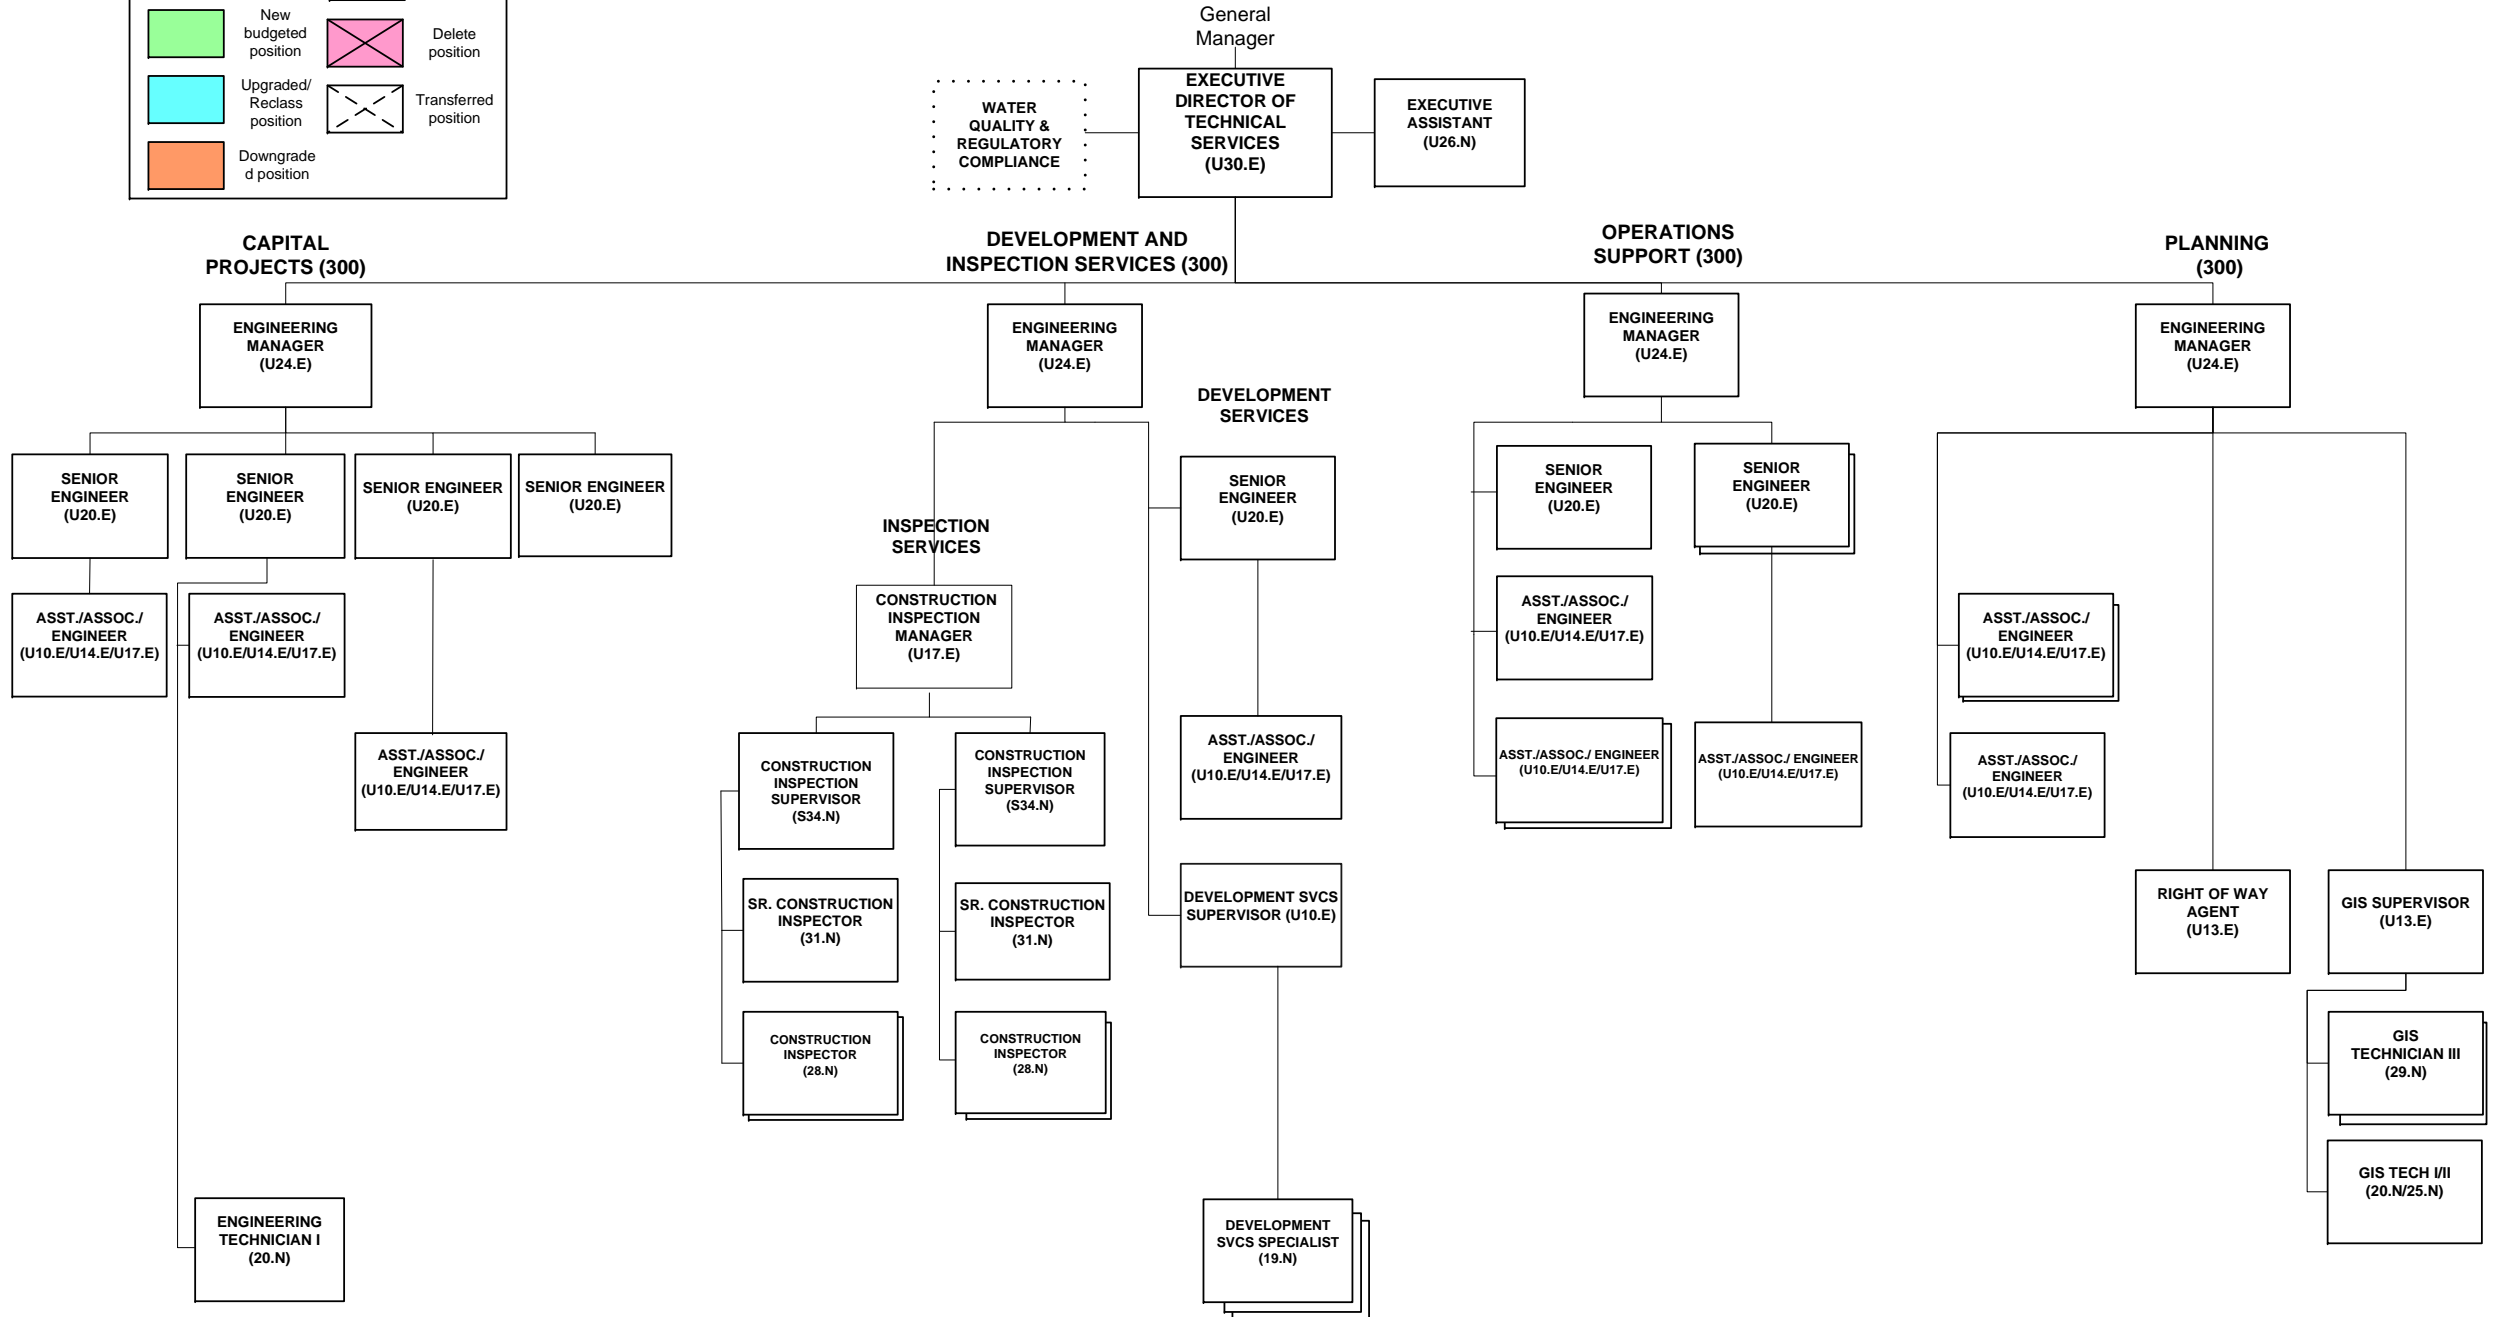 New
budgeted
position
Delete
position
Upgraded/
Reclass
position
Transferred
position
Downgrade
d position
General
Manager
WATER
QUALITY &
REGULATORY
COMPLIANCE
EXECUTIVE
DIRECTOR OF
TECHNICAL
SERVICES
(U30.E)
EXECUTIVE
ASSISTANT
(U26.N)
CAPITAL
PROJECTS (300)
ENGINEERING
MANAGER
(U24.E)
SENIOR
ENGINEER
(U20.E)
SENIOR
ENGINEER
(U20.E)
SENIOR ENGINEER
(U20.E)
SENIOR ENGINEER
(U20.E)
ASST./ASSOC./
ENGINEER
(U10.E/U14.E/U17.E)
ASST./ASSOC./
ENGINEER
(U10.E/U14.E/U17.E)
ASST./ASSOC./
ENGINEER
(U10.E/U14.E/U17.E)
ENGINEERING
TECHNICIAN I
(20.N)
DEVELOPMENT AND
INSPECTION SERVICES (300)
ENGINEERING
MANAGER
(U24.E)
INSPECTION
SERVICES
CONSTRUCTION
INSPECTION
MANAGER
(U17.E)
CONSTRUCTION
INSPECTION
SUPERVISOR
(S34.N)
SR. CONSTRUCTION
INSPECTOR
(31.N)
CONSTRUCTION
INSPECTOR
(28.N)
CONSTRUCTION
INSPECTION
SUPERVISOR
(S34.N)
SR. CONSTRUCTION
INSPECTOR
(31.N)
CONSTRUCTION
INSPECTOR
(28.N)
DEVELOPMENT
SERVICES
SENIOR
ENGINEER
(U20.E)
ASST./ASSOC./
ENGINEER
(U10.E/U14.E/U17.E)
DEVELOPMENT SVCS
SUPERVISOR (U10.E)
DEVELOPMENT
SVCS SPECIALIST
(19.N)
OPERATIONS
SUPPORT (300)
ENGINEERING
MANAGER
(U24.E)
SENIOR
ENGINEER
(U20.E)
ASST./ASSOC./
ENGINEER
(U10.E/U14.E/U17.E)
ASST./ASSOC./ ENGINEER
(U10.E/U14.E/U17.E)
SENIOR
ENGINEER
(U20.E)
ASST./ASSOC./ ENGINEER
(U10.E/U14.E/U17.E)
PLANNING
(300)
ENGINEERING
MANAGER
(U24.E)
ASST./ASSOC./
ENGINEER
(U10.E/U14.E/U17.E)
ASST./ASSOC./
ENGINEER
(U10.E/U14.E/U17.E)
RIGHT OF WAY
AGENT
(U13.E)
GIS SUPERVISOR
(U13.E)
GIS
TECHNICIAN III
(29.N)
GIS TECH I/II
(20.N/25.N)